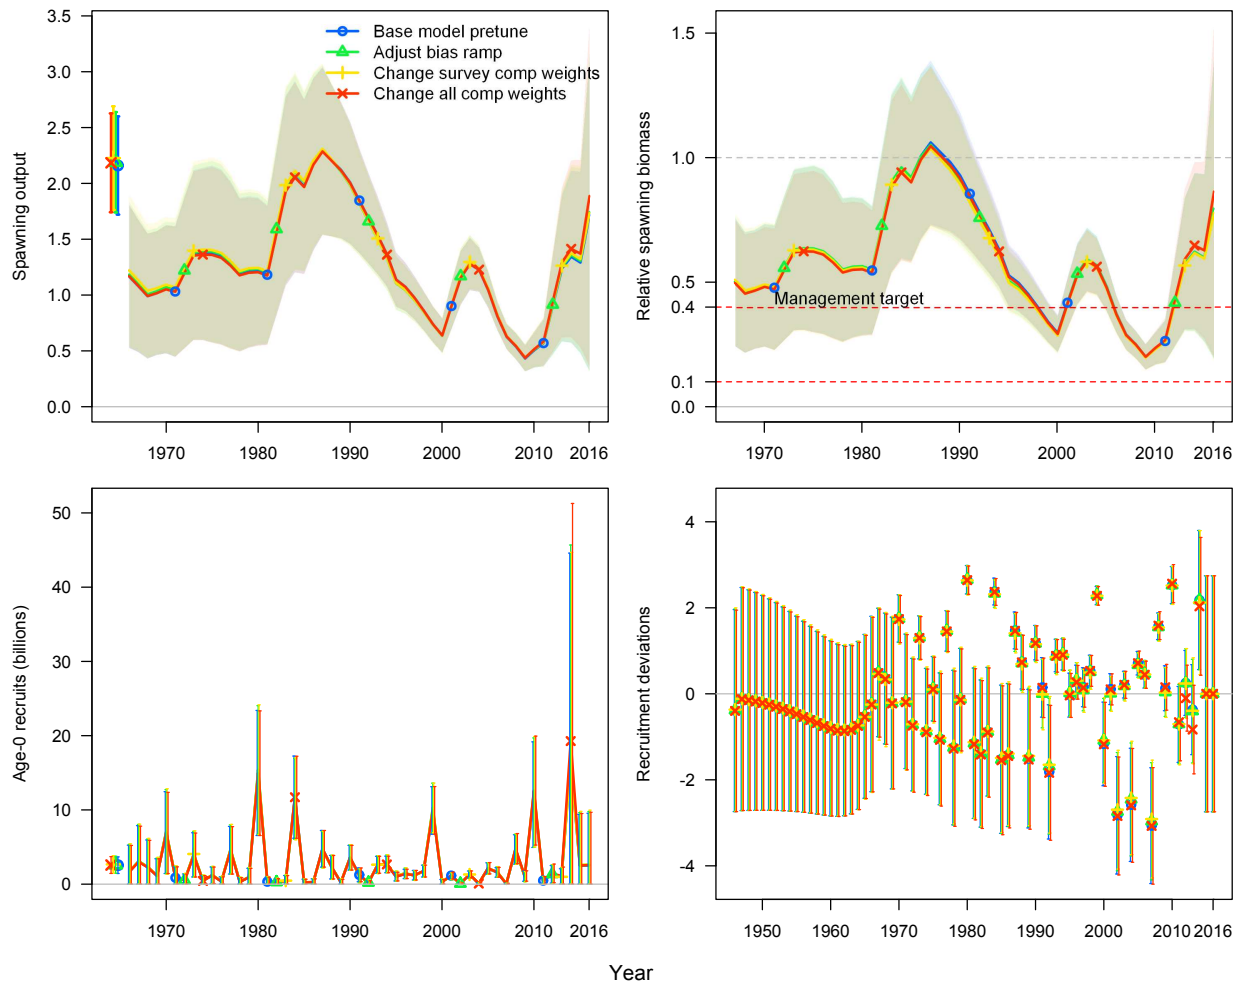 Spawning output
3.5
3.0
2.5
2.0
1.5
1.0
0.5
0.0
Base model pretune
Adjust bias ramp
Change survey comp weights
Change all comp weights
1970 1980 1990 2000 2010 2016
Relative spawning biomass
1.5
1.0
0.5
0.4
0.1
0.0
Management target
1970 1980 1990 2000 2010 2016
Age-0 recruits (billions)
50
40
30
20
10
0
1970 1980 1990 2000 2010 2016
Recruitment deviations
4
2
0
-2
-4
1950 1960 1970 1980 1990 2000 2010 2016
Year